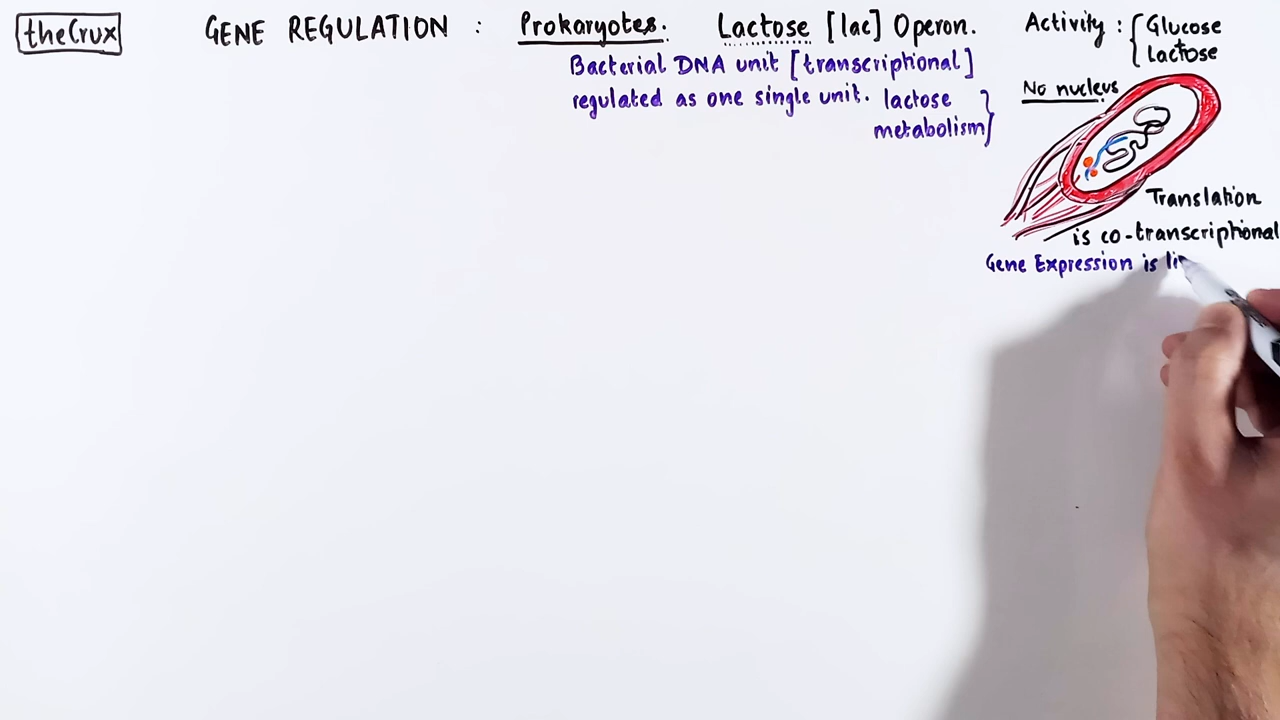 theCrux
GENE REGULATION : Prokaryotes. Lactose [lac] Operon.
Bacterial DNA unit [transcriptional]
regulated as one single unit. lactose
metabolism
Activity : Glucose
Lactose
No nucleus
Translation
is co-transcriptional
Gene Expression is li